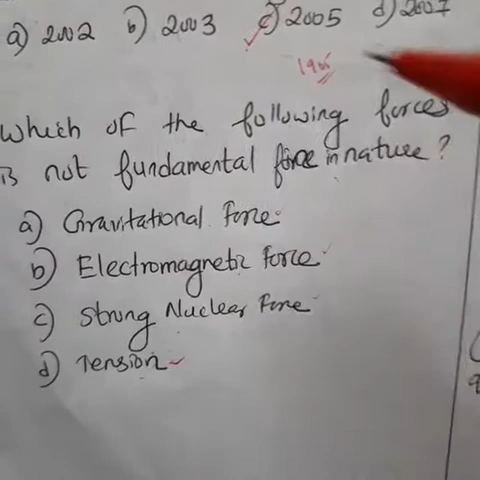 a) 2002 b) 2003 c) 2005 d) 2007
1905
Which of the following forces
is not fundamental force in nature?
a) Gravitational Force
b) Electromagnetic Force
c) Strong Nuclear Force
d) Tension